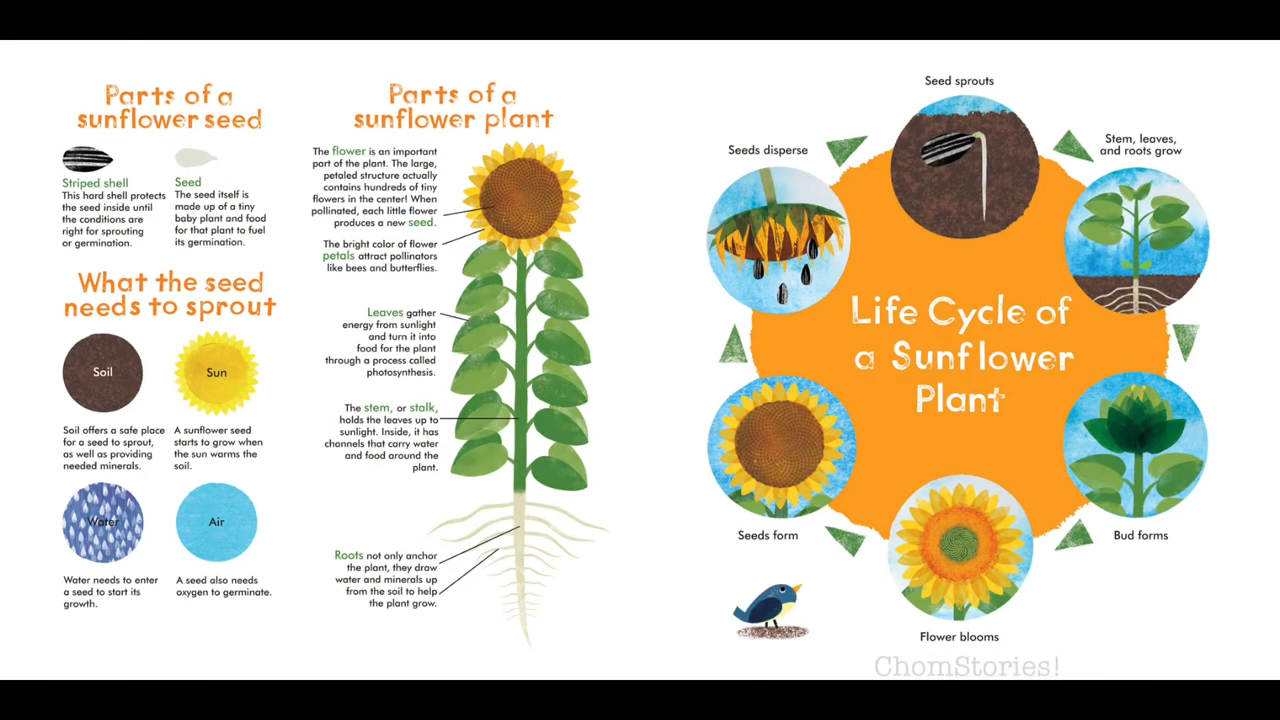 Parts of a
sunflower seed
Striped shell
This hard shell protects
the seed inside until
the conditions are
right for sprouting
or germination.
Seed
The seed itself is
made up of a tiny
baby plant and food
for that plant to fuel
its germination.
What the seed
needs to sprout
Soil
Soil offers a safe place
for a seed to sprout,
as well as providing
needed minerals.
Sun
A sunflower seed
starts to grow when
the sun warms the
soil.
Water
Water needs to enter
a seed to start its
growth.
Air
A seed also needs
oxygen to germinate.
Parts of a
sunflower plant
The flower is an important
part of the plant. The large,
petaled structure actually
contains hundreds of tiny
flowers in the center! When
pollinated, each little flower
produces a new seed.
The bright color of flower
petals attract pollinators
like bees and butterflies.
Leaves gather
energy from sunlight
and turn it into
food for the plant
through a process called
photosynthesis.
The stem, or stalk,
holds the leaves up to
sunlight. Inside, it has
channels that carry water
and food around the
plant.
Roots not only anchor
the plant, they draw
water and minerals up
from the soil to help
the plant grow.
Life Cycle of
a Sunflower
Plant
Seed sprouts
Stem, leaves,
and roots grow
Bud forms
Flower blooms
Seeds form
Seeds disperse
ChomStories!